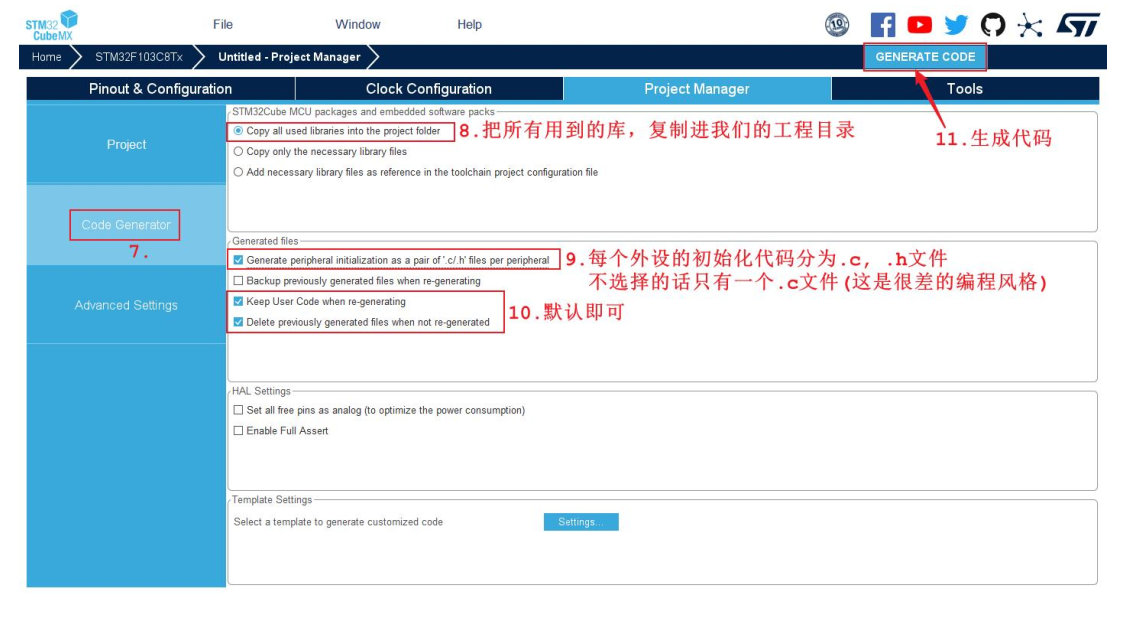 STM32 CubeMX
File Window Help
10
Home STM32F103C8Tx Untitled - Project Manager GENERATE CODE
Pinout & Configuration Clock Configuration Project Manager Tools
Project
Code Generator
7.
Advanced Settings
STM32Cube MCU packages and embedded software packs
Copy all used libraries into the project folder 8.把所有用到的库，复制进我们的工程目录
11.生成代码
Copy only the necessary library files
Add necessary library files as reference in the toolchain project configuration file
Generated files
Generate peripheral initialization as a pair of '.c/.h' files per peripheral 9.每个外设的初始化代码分为.c, .h文件
Backup previously generated files when re-generating 不选择的话只有一个.c文件(这是很差的编程风格)
Keep User Code when re-generating
10.默认即可
Delete previously generated files when not re-generated
HAL Settings
Set all free pins as analog (to optimize the power consumption)
Enable Full Assert
Template Settings
Select a template to generate customized code Settings...